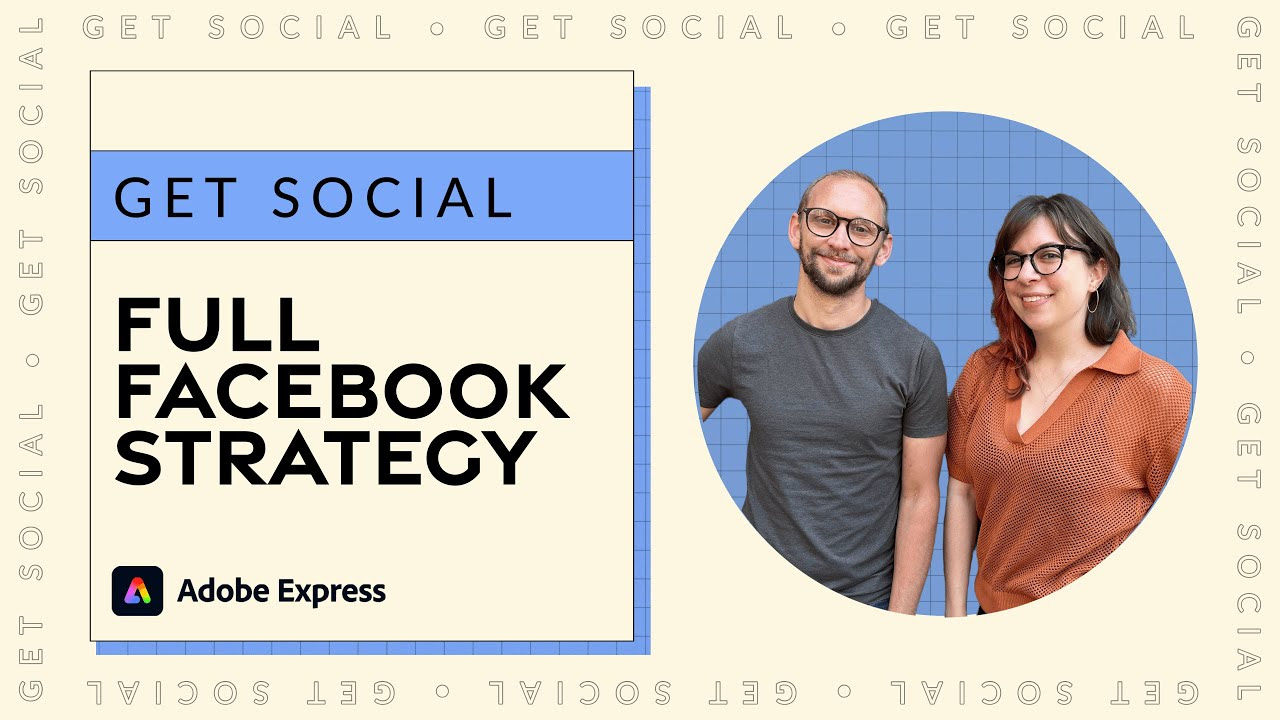 GET SOCIAL • GET SOCIAL • GET SOCIAL
GET SOCIAL • GET SOCIAL
GET SOCIAL
FULL
FACEBOOK
STRATEGY
Adobe Express
GET SOCIAL • GET SOCIAL
GET SOCIAL • GET SOCIAL • GET SOCIAL